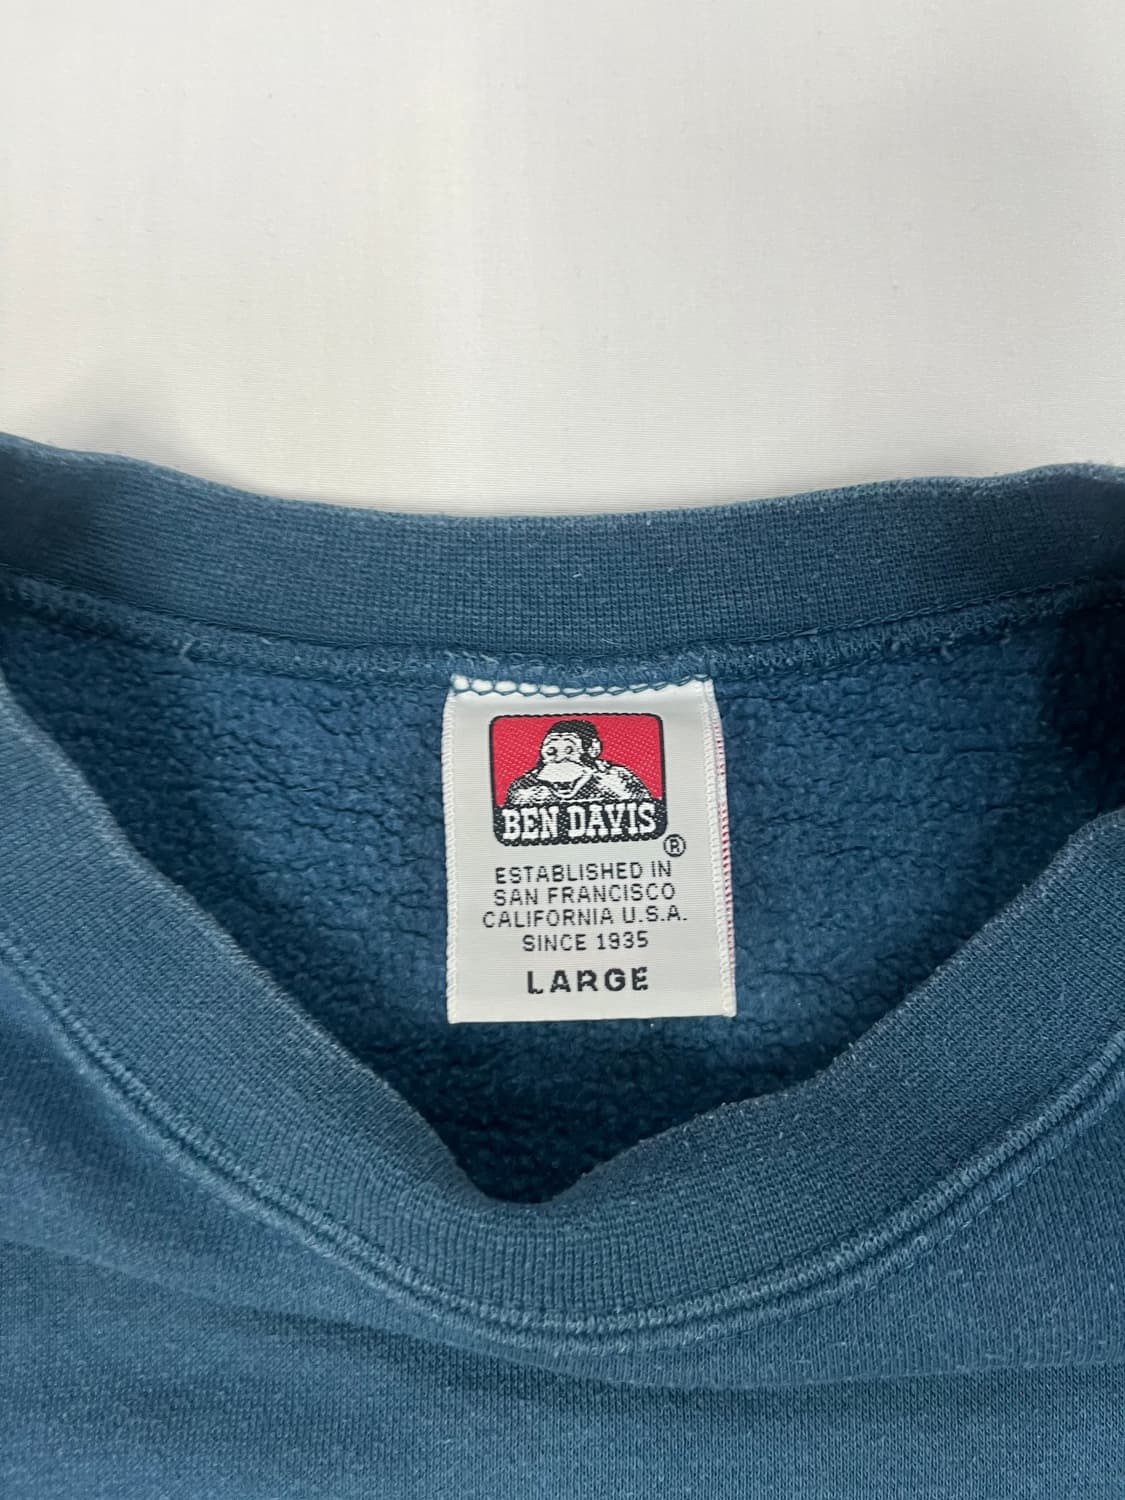 BEN DAVIS
®
ESTABLISHED IN
SAN FRANCISCO
CALIFORNIA U.S.A.
SINCE 1935
LARGE